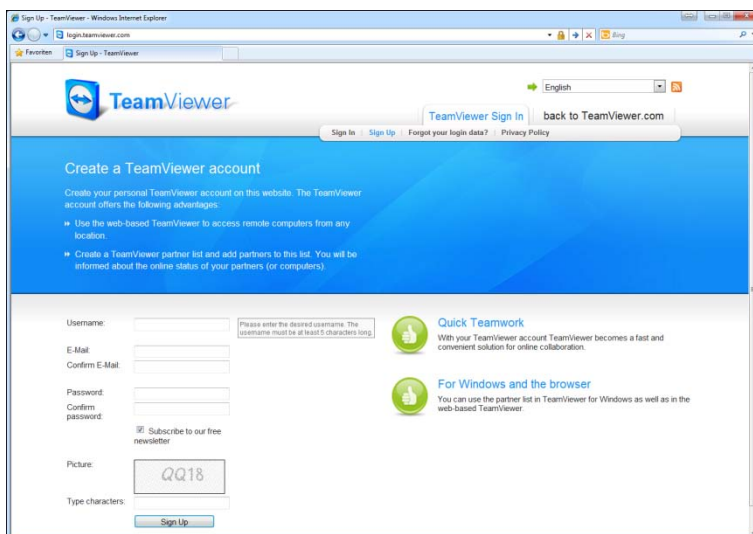 Sign Up - TeamViewer - Windows Internet Explorer
login.teamviewer.com
Bing
Favoriten
Sign Up - TeamViewer
English
TeamViewer
TeamViewer Sign In
back to TeamViewer.com
Sign In
Sign Up
Forgot your login data?
Privacy Policy
Create a TeamViewer account
Create your personal TeamViewer account on this website. The TeamViewer
account offers the following advantages:
Use the web-based TeamViewer to access remote computers from any
location.
Create a TeamViewer partner list and add partners to this list. You will be
informed about the online status of your partners (or computers).
Username:
Please enter the desired username. The
username must be at least 5 characters long.
E-Mail:
Confirm E-Mail:
Password:
Confirm
password:
Subscribe to our free
newsletter
Picture:
QQ18
Type characters:
Sign Up
Quick Teamwork
With your TeamViewer account TeamViewer becomes a fast and
convenient solution for online collaboration.
For Windows and the browser
You can use the partner list in TeamViewer for Windows as well as in the
web-based TeamViewer.